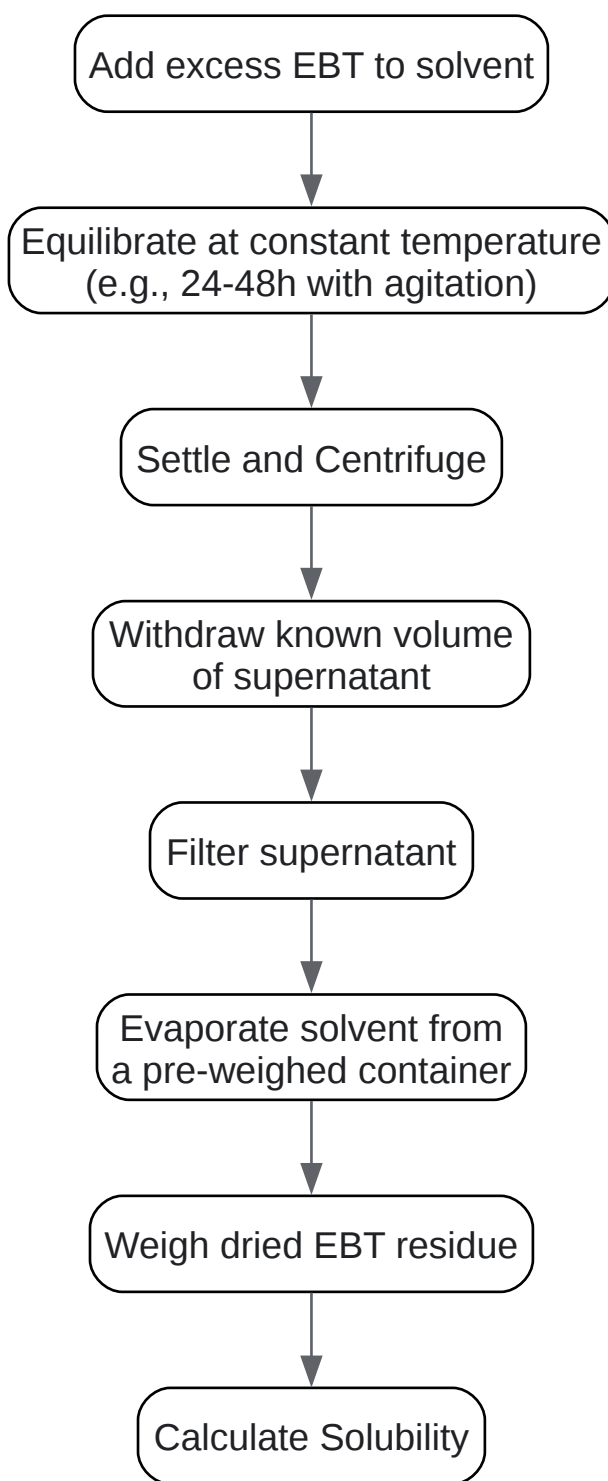 Add excess EBT to solvent
Equilibrate at constant temperature
(e.g., 24-48h with agitation)
Settle and Centrifuge
Withdraw known volume
of supernatant
Filter supernatant
Evaporate solvent from
a pre-weighed container
Weigh dried EBT residue
Calculate Solubility